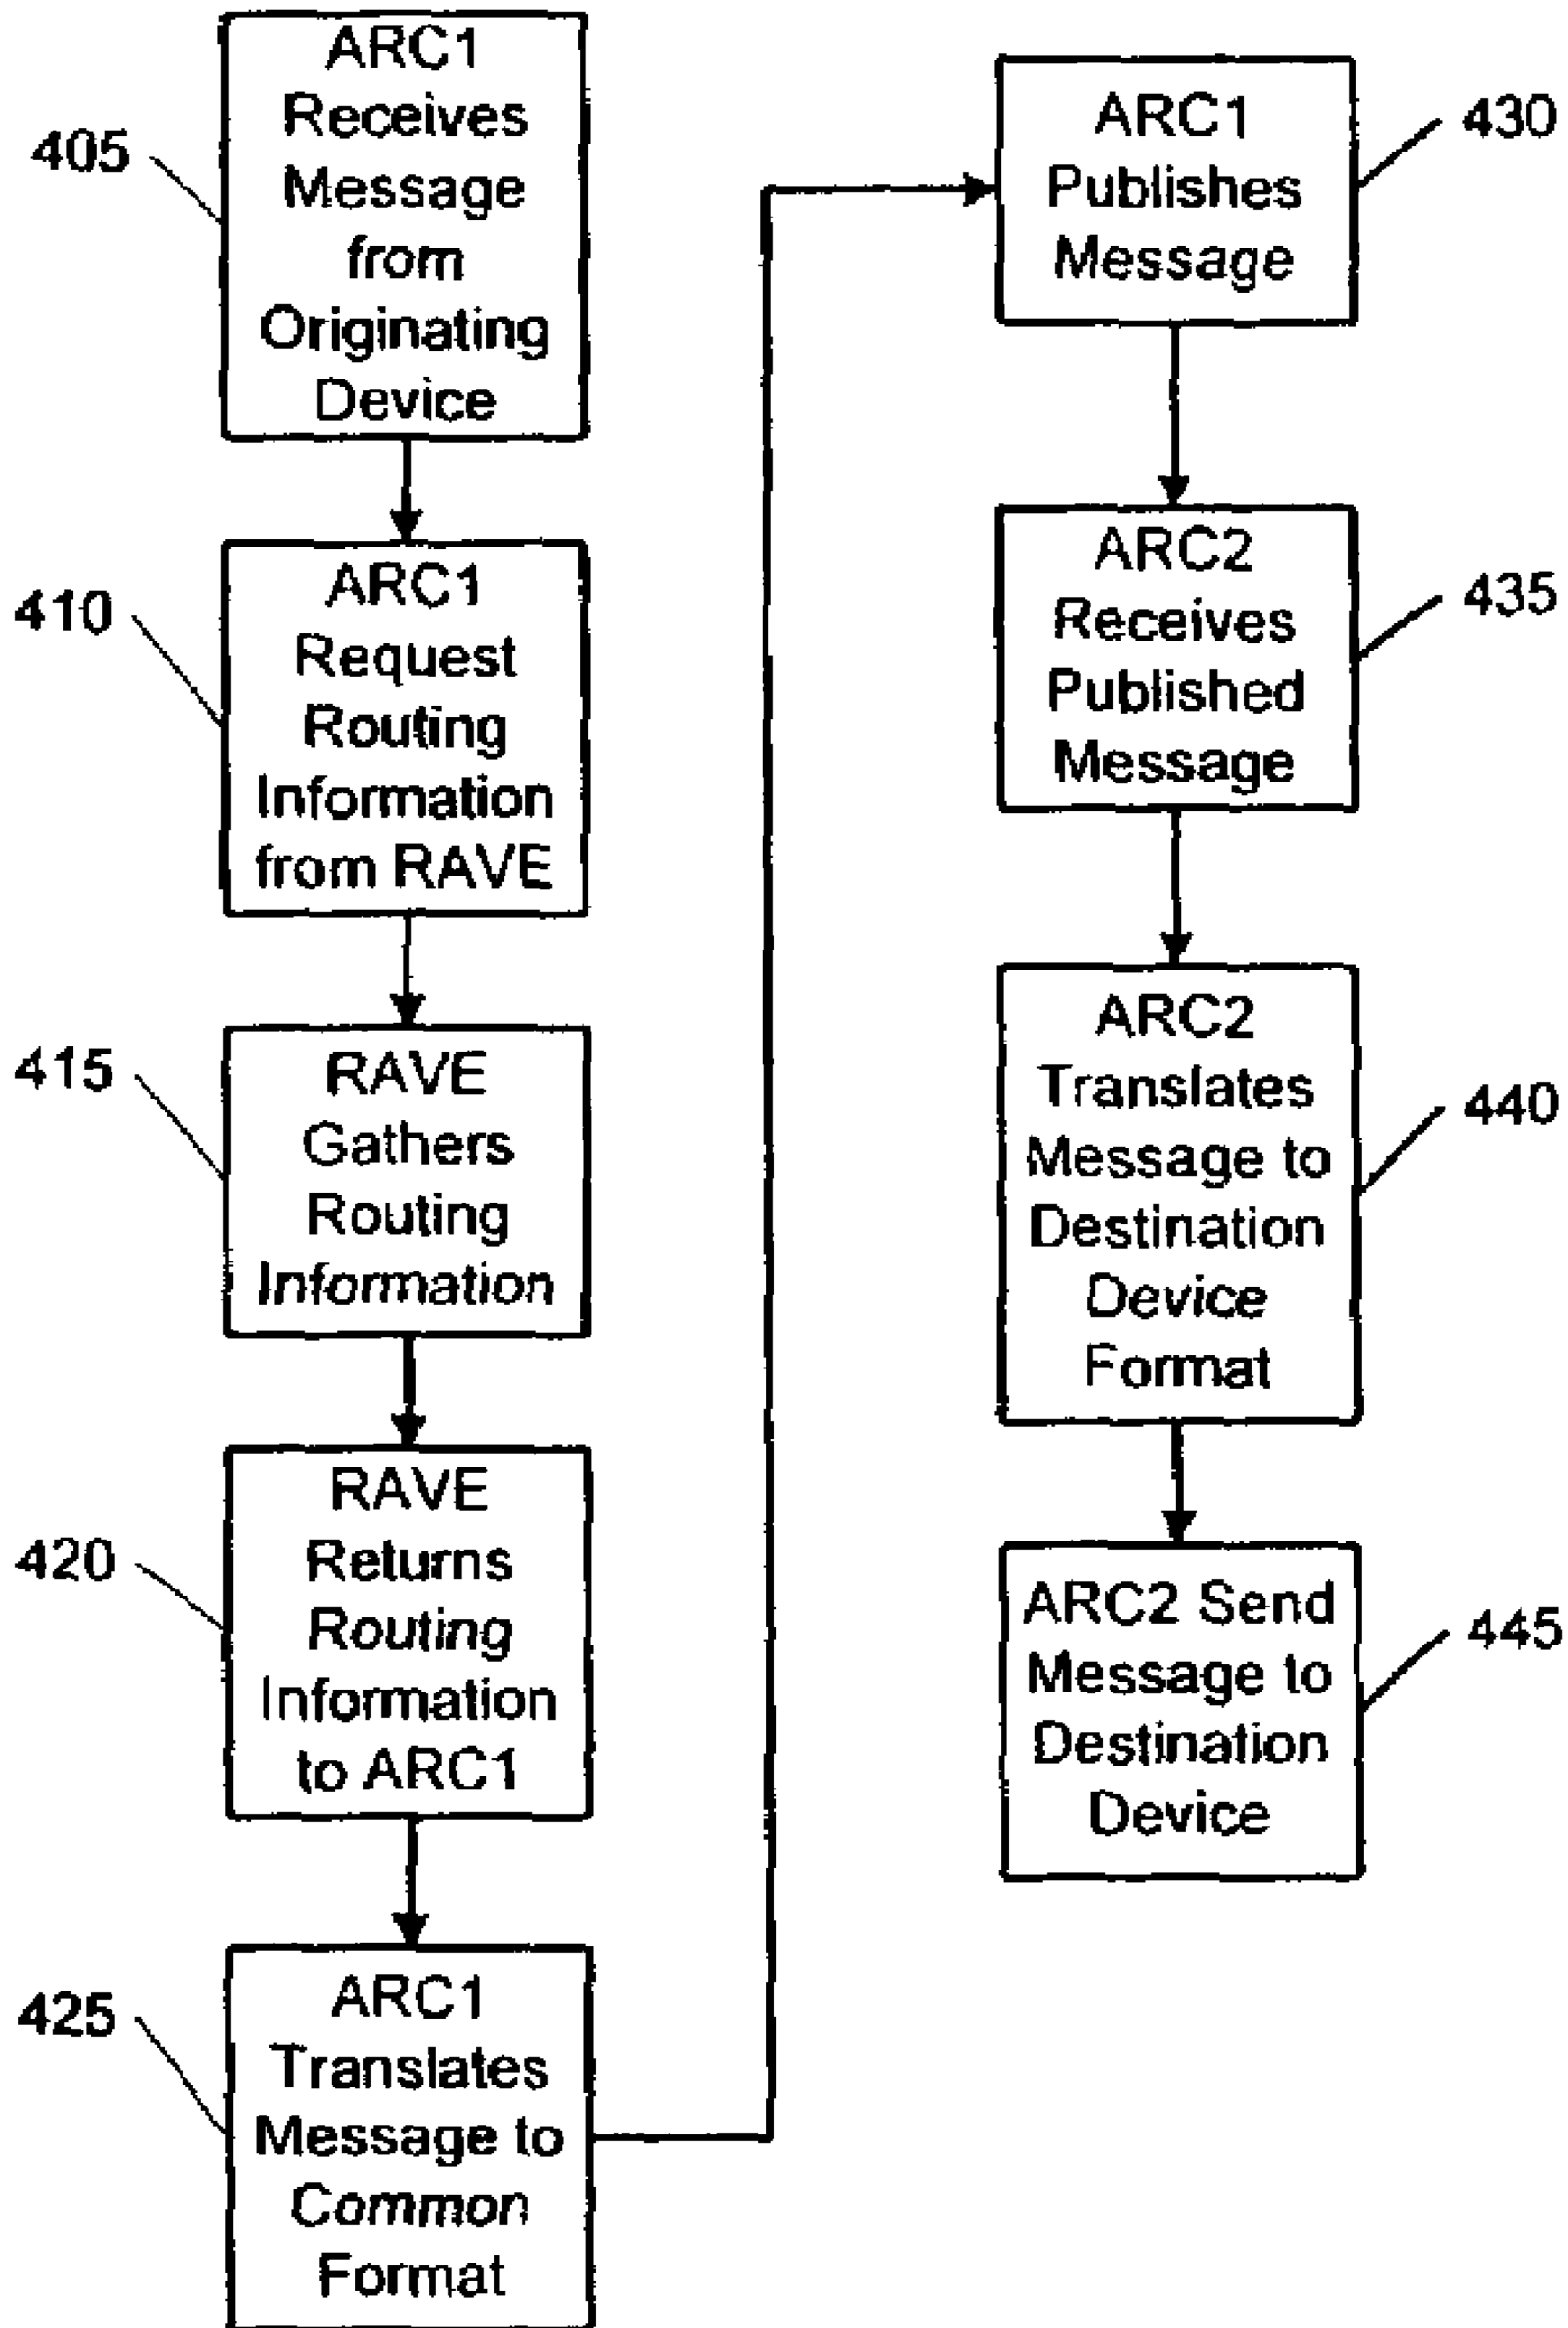 405
ARC1
Receives
Message
from
Originating
Device
410
ARC1
Request
Routing
Information
from RAVE
415
RAVE
Gathers
Routing
Information
420
RAVE
Returns
Routing
Information
to ARC1
425
ARC1
Translates
Message to
Common
Format
430
ARC1
Publishes
Message
435
ARC2
Receives
Published
Message
440
ARC2
Translates
Message to
Destination
Device
Format
445
ARC2 Send
Message to
Destination
Device